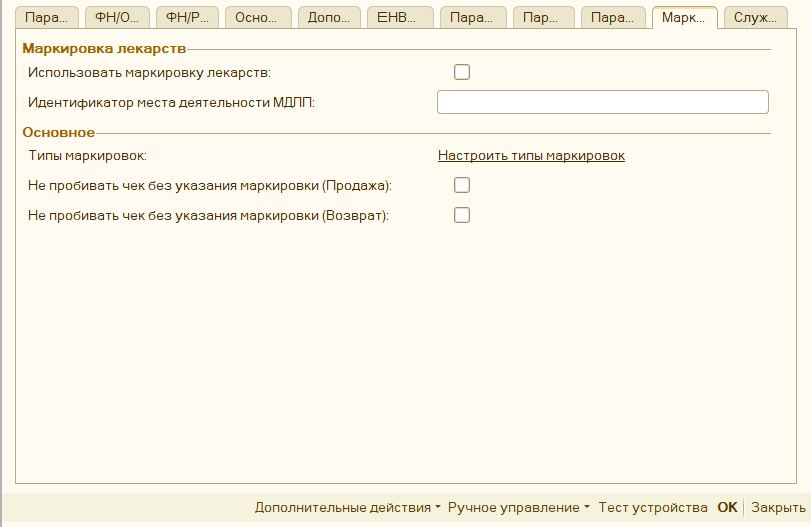 Пара... ФН/О... ФН/Р... Осно... Допо... ЕНВ... Пара... Пар... Пара... Марк... Служ...
Маркировка лекарств
Использовать маркировку лекарств:
Идентификатор места деятельности МДЛП:
Основное
Типы маркировок: Настроить типы маркировок
Не пробивать чек без указания маркировки (Продажа):
Не пробивать чек без указания маркировки (Возврат):
Дополнительные действия Ручное управление Тест устройства OK Закрыть